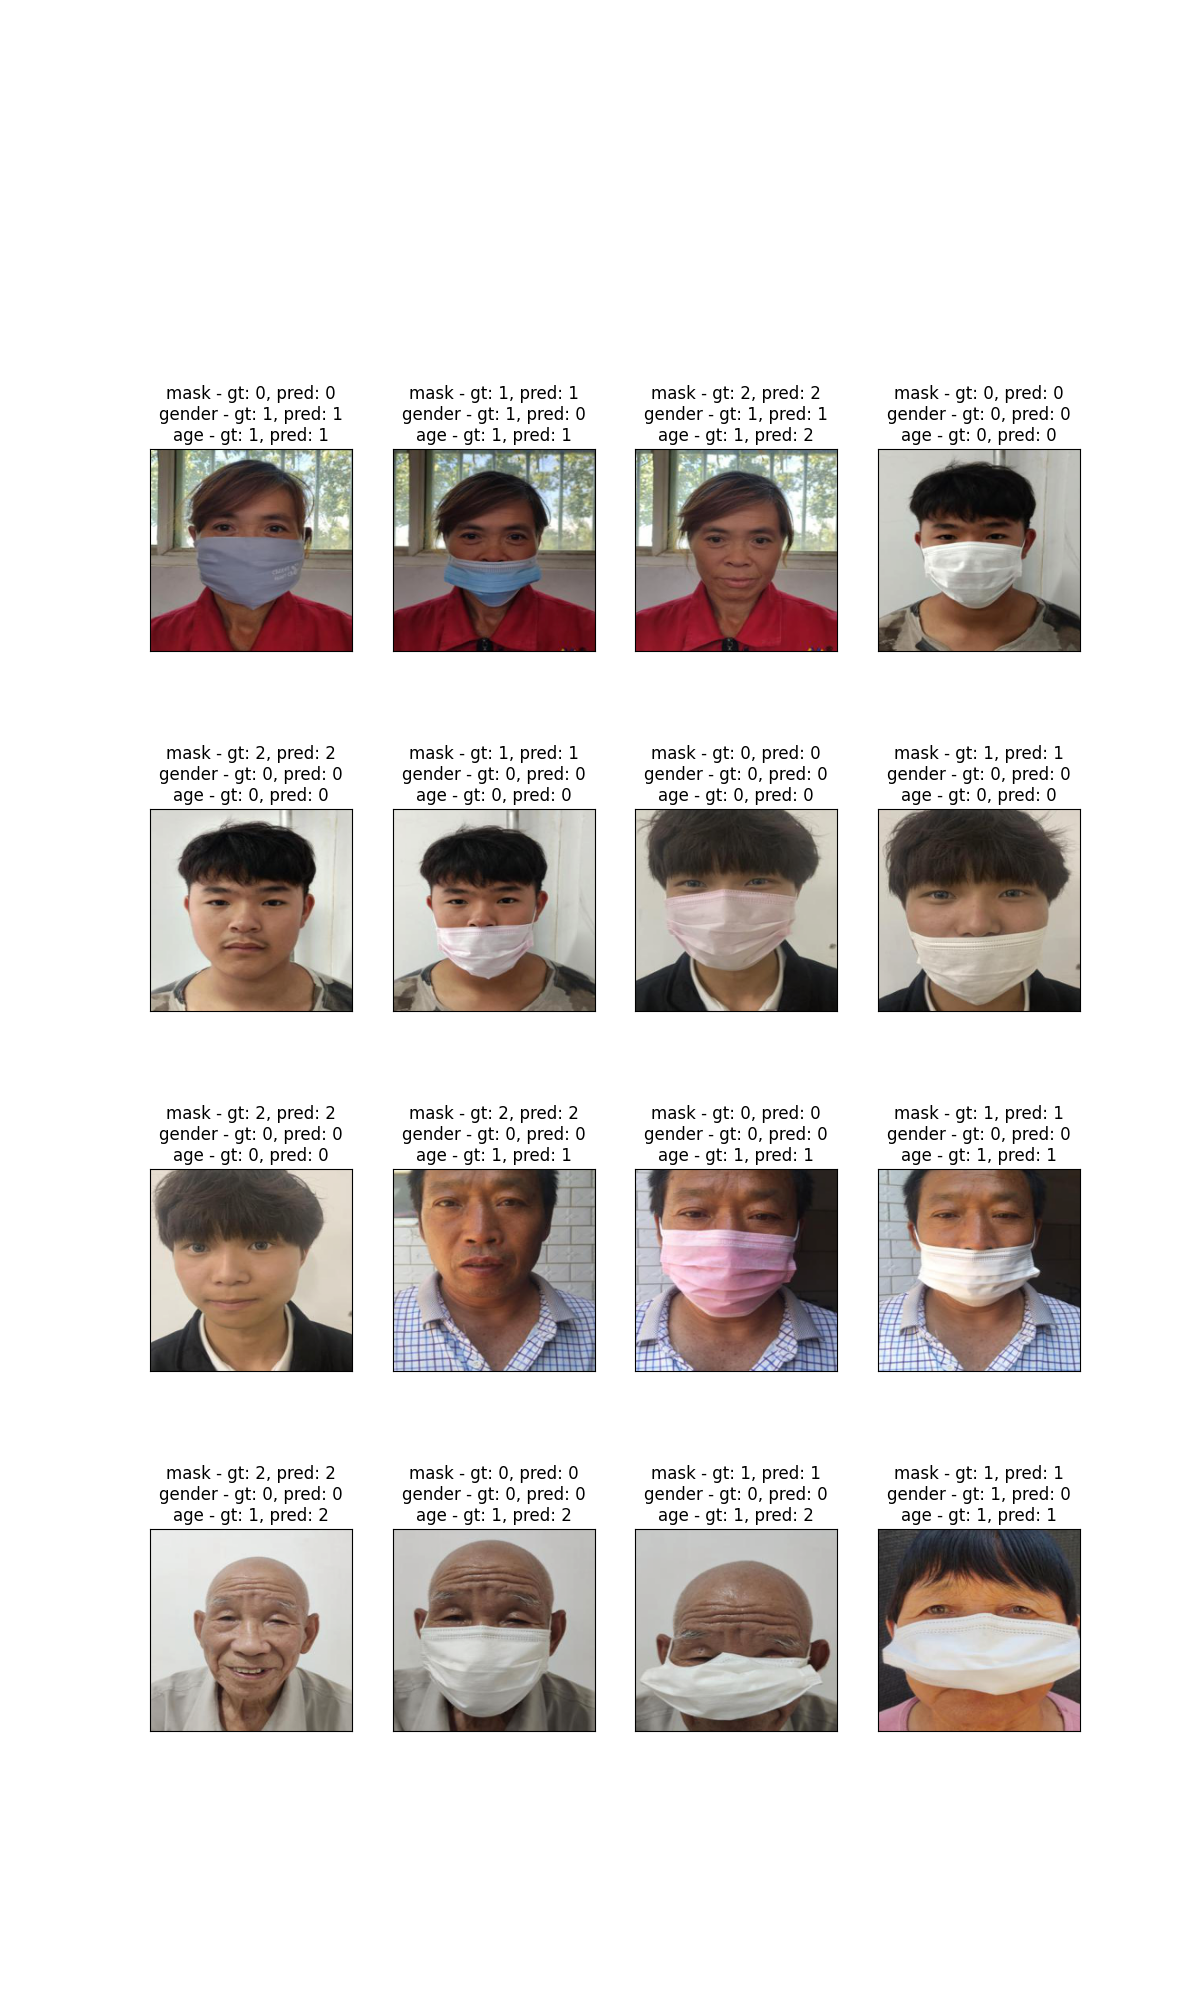 mask - gt: 0, pred: 0
gender - gt: 1, pred: 1
age - gt: 1, pred: 1
mask - gt: 1, pred: 1
gender - gt: 1, pred: 0
age - gt: 1, pred: 1
mask - gt: 2, pred: 2
gender - gt: 1, pred: 1
age - gt: 1, pred: 2
mask - gt: 0, pred: 0
gender - gt: 0, pred: 0
age - gt: 0, pred: 0
mask - gt: 2, pred: 2
gender - gt: 0, pred: 0
age - gt: 0, pred: 0
mask - gt: 1, pred: 1
gender - gt: 0, pred: 0
age - gt: 0, pred: 0
mask - gt: 0, pred: 0
gender - gt: 0, pred: 0
age - gt: 0, pred: 0
mask - gt: 1, pred: 1
gender - gt: 0, pred: 0
age - gt: 0, pred: 0
mask - gt: 2, pred: 2
gender - gt: 0, pred: 0
age - gt: 0, pred: 0
mask - gt: 2, pred: 2
gender - gt: 0, pred: 0
age - gt: 1, pred: 1
mask - gt: 0, pred: 0
gender - gt: 0, pred: 0
age - gt: 1, pred: 1
mask - gt: 1, pred: 1
gender - gt: 0, pred: 0
age - gt: 1, pred: 1
mask - gt: 2, pred: 2
gender - gt: 0, pred: 0
age - gt: 1, pred: 2
mask - gt: 0, pred: 0
gender - gt: 0, pred: 0
age - gt: 1, pred: 2
mask - gt: 1, pred: 1
gender - gt: 0, pred: 0
age - gt: 1, pred: 2
mask - gt: 1, pred: 1
gender - gt: 1, pred: 0
age - gt: 1, pred: 1